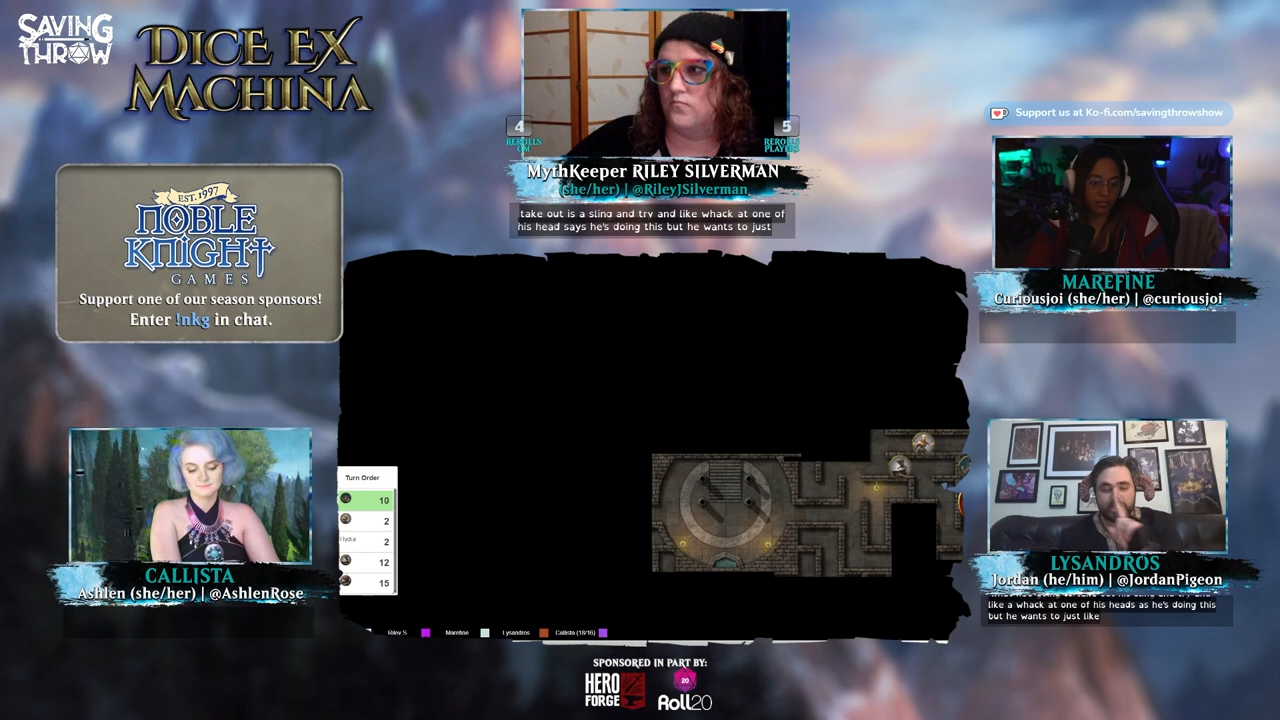 SAVING
THROW
DICE EX
MACHINA
4
REROLLS
GM
5
REROLLS
PLAYERS
MythKeeper RILEY SILVERMAN
(she/her) | @RileyJSilverman
take out is a sling and try and like whack at one of
his head says he's doing this but he wants to just
Support us at Ko-fi.com/savingthrowshow
EST. 1997
NOBLE
KNIGHT
GAMES
Support one of our season sponsors!
Enter !nkg in chat.
MAREFINE
Curiousjoi (she/her) | @curiousjoi
Turn Order
10
2
Hydra
2
12
15
CALLISTA
Ashlen (she/her) | @AshlenRose
LYSANDROS
Jordan (he/him) | @JordanPigeon
like a whack at one of his heads as he's doing this
but he wants to just like
Riley S
Marefine
Lysandros
Callista (18/16)
SPONSORED IN PART BY:
HERO
FORGE
20
Roll20